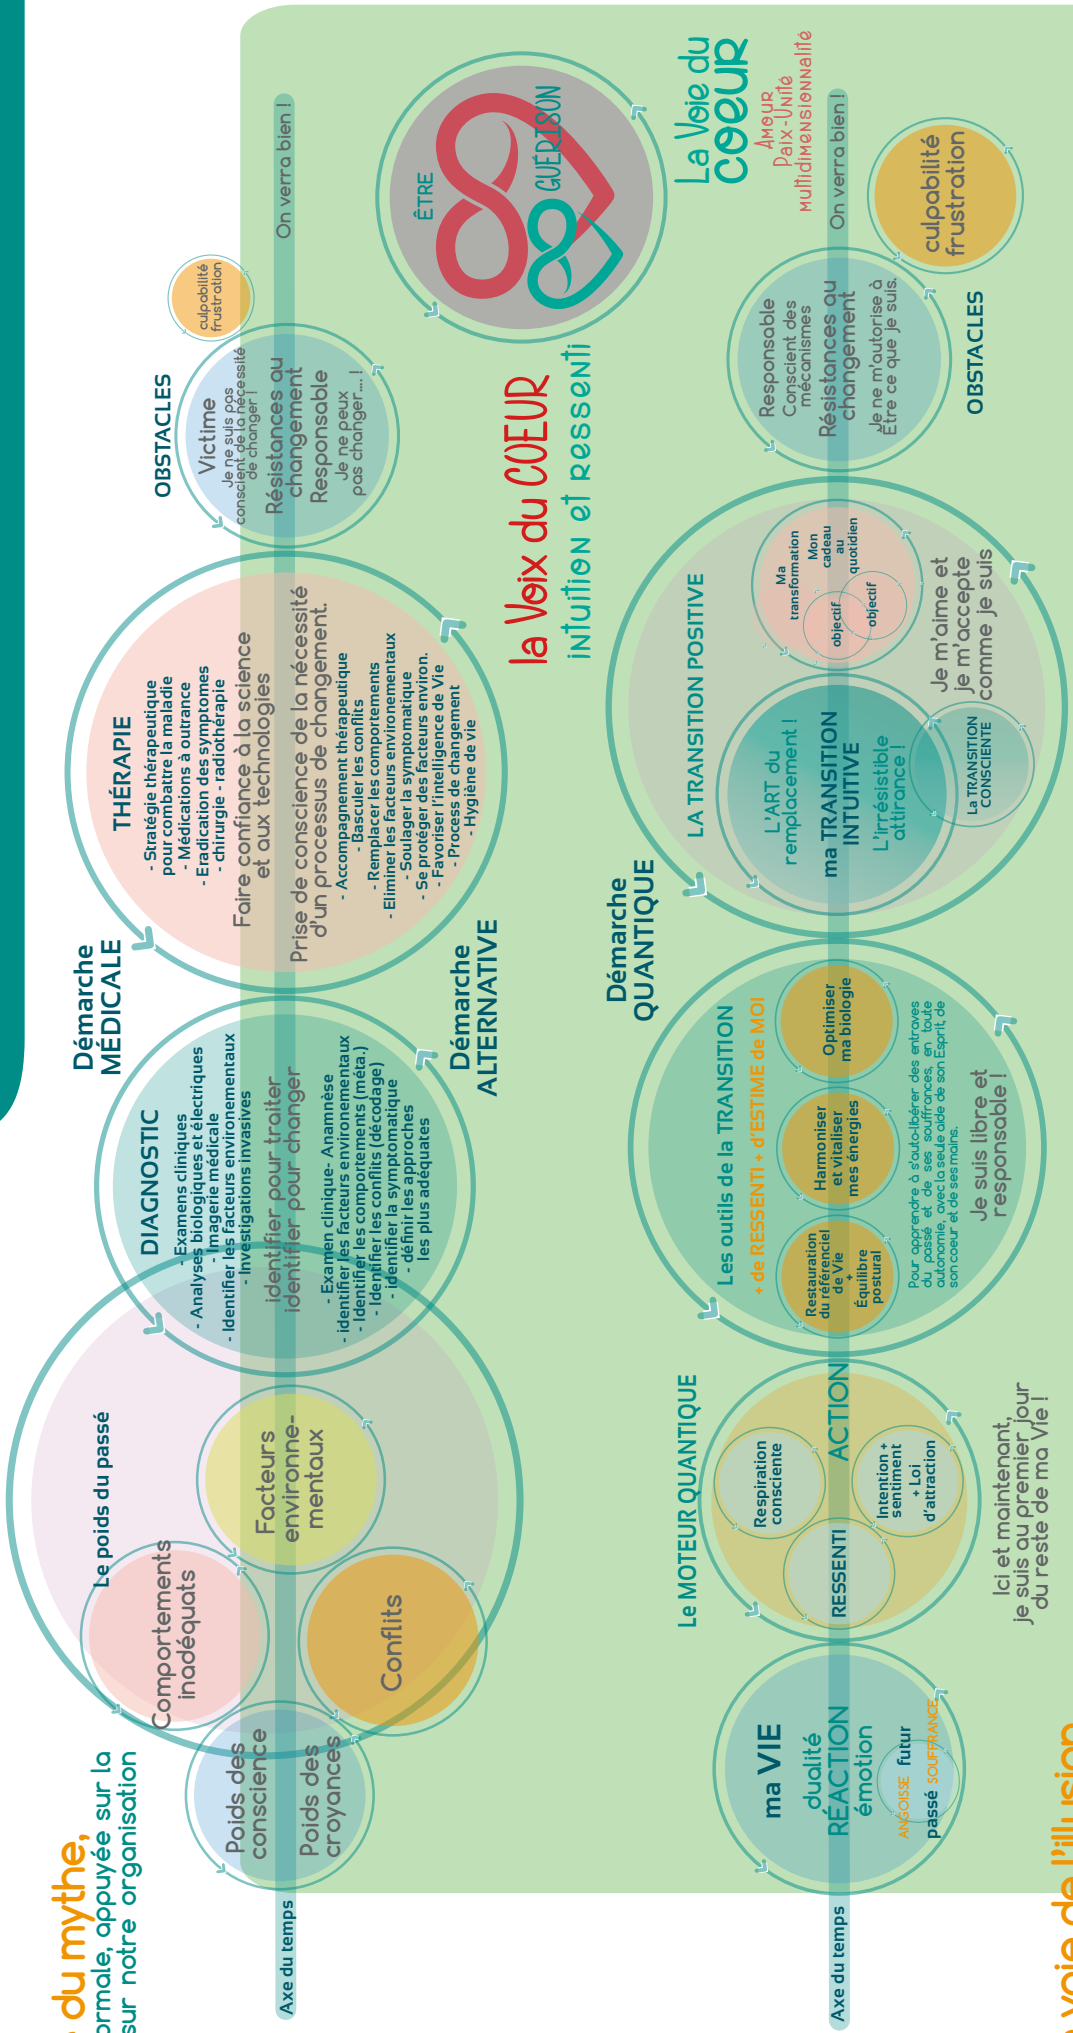 du mythe,
ormale, appuyée sur la
sur notre organisation
Axe du temps
Poids des
conscience
Poids des
croyances
Comportements
inadéquats
Conflits
Facteurs
environne-
mentaux
Le poids du passé
Démarche
MÉDICALE
DIAGNOSTIC
- Examens cliniques
- Analyses biologiques et électriques
- Imagerie médicale
- Identifier les facteurs environementaux
- Investigations invasives
identifier pour traiter
identifier pour changer
- Examen clinique- Anamnèse
- identifier les facteurs environementaux
- Identifier les comportements (méta.)
- Identifier les conflits (décodage)
- identifier la symptomatique
- définir les approches
les plus adéquates
Démarche
ALTERNATIVE
THÉRAPIE
- Stratégie thérapeutique
pour combattre la maladie
- Médications à outrance
- Eradication des symptomes
- chirurgie - radiothérapie
Faire confiance à la science
et aux technologies
Prise de conscience de la nécessité
d'un processus de changement.
- Accompagnement thérapeutique
- Basculer les conflits
- Remplacer les comportements
- Eliminer les facteurs environementaux
- Soulager la symptomatique
- Se protéger des facteurs environ.
- Favoriser l'intelligence de Vie
- Process de changement
- Hygiène de vie
OBSTACLES
Victime
Je ne suis pas
conscient de la nécessité
de changer !
Résistances au
changement
Responsable
Je ne peux
pas changer.... !
culpabilité
frustration
On verra bien !
la Voix du COEUR
intuition et ressenti
ÊTRE
GUÉRISON
La Voie du
COEUR
Amour
Paix-Unité
Multidimensionnalité
Axe du temps
ma VIE
dualité
RÉACTION
émotion
ANGOISSE futur
passé SOUFFRANCE
Le MOTEUR QUANTIQUE
Respiration
consciente
RESSENTI
ACTION
Intention +
sentiment
+ Loi
d'attraction
Ici et maintenant,
je suis au premier jour
du reste de ma Vie !
Démarche
QUANTIQUE
Les outils de la TRANSITION
+ de RESSENTI + d'ESTIME de MOI
Restauration
du référenciel
de Vie
+
Équilibre
postural
Harmoniser
et vitaliser
mes énergies
Optimiser
ma biologie
Pour apprendre à s'auto-libérer des entraves
du passé et de ses souffrances, en toute
autonomie, avec la seule aide de son Esprit, de
son coeur et de ses mains.
Je suis libre et
responsable !
LA TRANSITION POSITIVE
L'ART du
remplacement !
ma TRANSITION
INTUITIVE
L'irrésistible
attirance !
La TRANSITION
CONSCIENTE
Ma
transformation
Mon
cadeau
au
quotidien
objectif
objectif
Je m'aime et
je m'accepte
comme je suis
Responsable
Conscient des
mécanismes
Résistances au
changement
Je ne m'autorise à
Être ce que je suis.
OBSTACLES
culpabilité
frustration
On verra bien !
voie de l'illusion